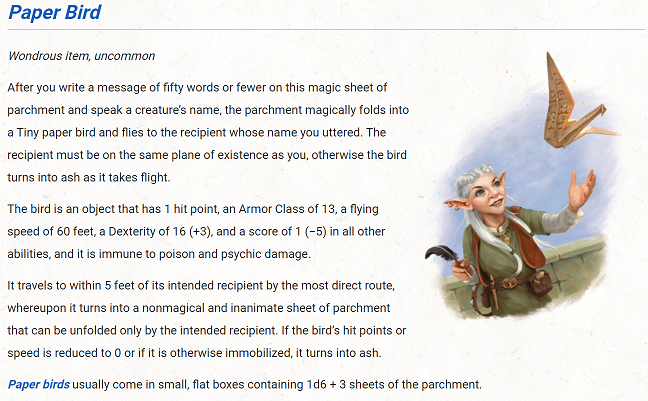 Paper Bird
Wondrous item, uncommon
After you write a message of fifty words or fewer on this magic sheet of
parchment and speak a creature’s name, the parchment magically folds into
a Tiny paper bird and flies to the recipient whose name you uttered. The
recipient must be on the same plane of existence as you, otherwise the bird
turns into ash as it takes flight.
The bird is an object that has 1 hit point, an Armor Class of 13, a flying
speed of 60 feet, a Dexterity of 16 (+3), and a score of 1 (−5) in all other
abilities, and it is immune to poison and psychic damage.
It travels to within 5 feet of its intended recipient by the most direct route,
whereupon it turns into a nonmagical and inanimate sheet of parchment
that can be unfolded only by the intended recipient. If the bird’s hit points or
speed is reduced to 0 or if it is otherwise immobilized, it turns into ash.
Paper birds usually come in small, flat boxes containing 1d6 + 3 sheets of the parchment.